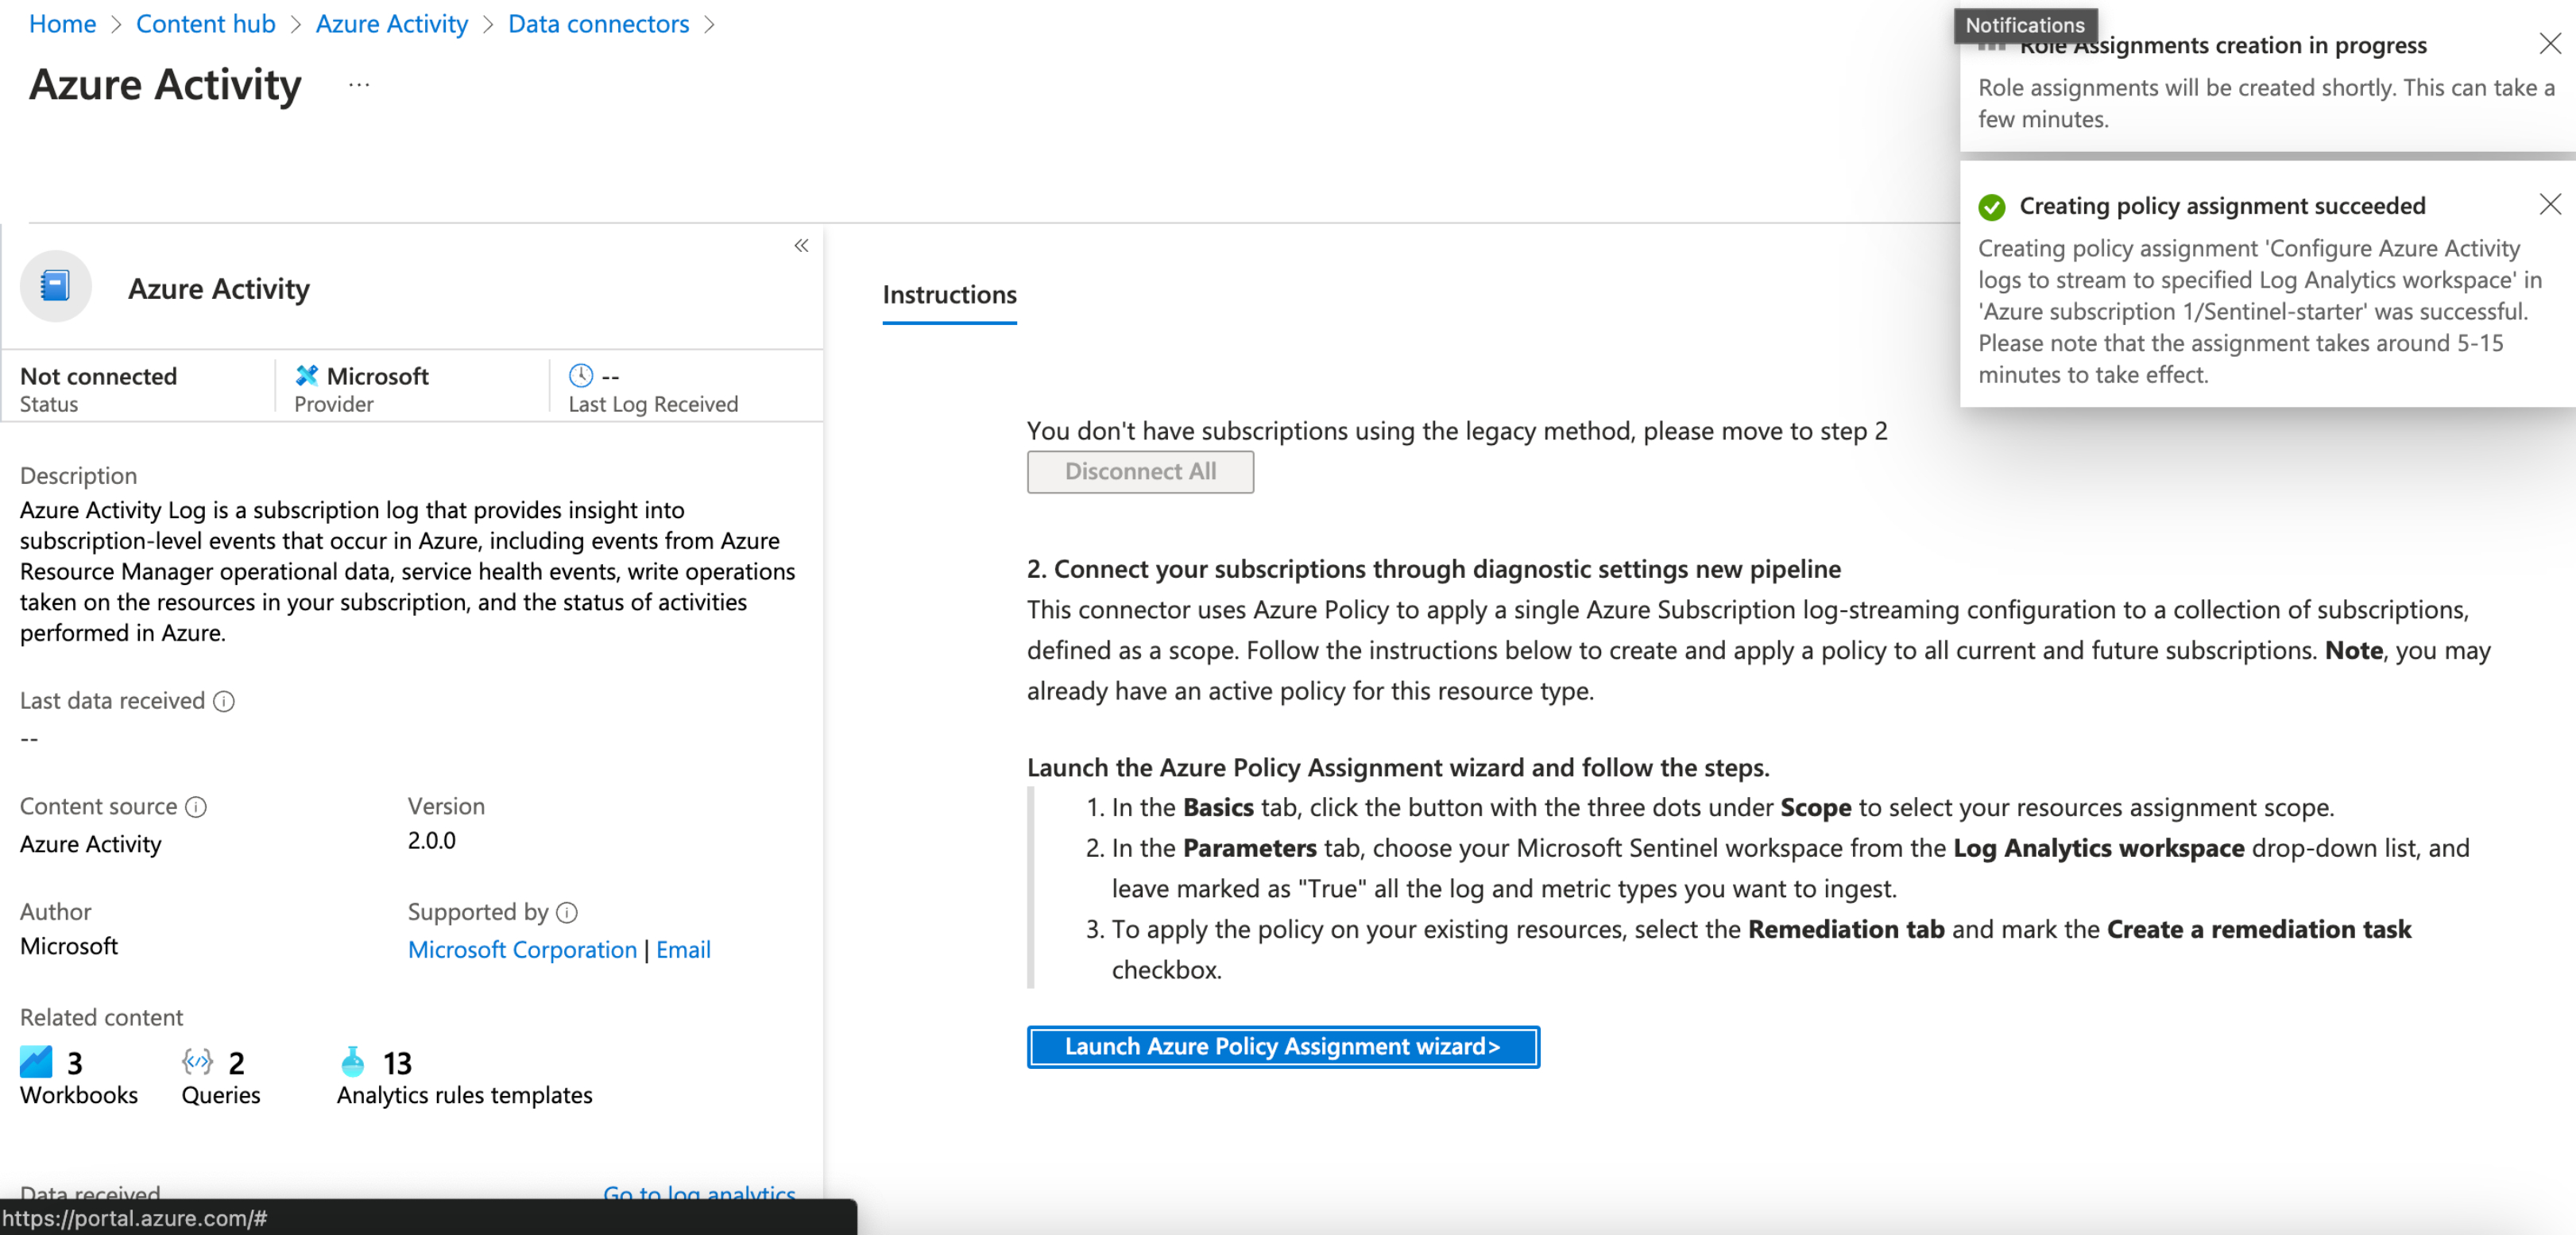 Home > Content hub > Azure Activity > Data connectors >
Azure Activity ...
Notifications
Role Assignments creation in progress
Role assignments will be created shortly. This can take a
few minutes.
Creating policy assignment succeeded
Creating policy assignment 'Configure Azure Activity
logs to stream to specified Log Analytics workspace' in
'Azure subscription 1/Sentinel-starter' was successful.
Please note that the assignment takes around 5-15
minutes to take effect.
«
Azure Activity
Not connected
Status
Microsoft
Provider
--
Last Log Received
Description
Azure Activity Log is a subscription log that provides insight into
subscription-level events that occur in Azure, including events from Azure
Resource Manager operational data, service health events, write operations
taken on the resources in your subscription, and the status of activities
performed in Azure.
Last data received
--
Content source
Azure Activity
Version
2.0.0
Author
Microsoft
Supported by
Microsoft Corporation | Email
Related content
3
Workbooks
2
Queries
13
Analytics rules templates
Data received
Go to log analytics
https://portal.azure.com/#
Instructions
You don't have subscriptions using the legacy method, please move to step 2
Disconnect All
2. Connect your subscriptions through diagnostic settings new pipeline
This connector uses Azure Policy to apply a single Azure Subscription log-streaming configuration to a collection of subscriptions,
defined as a scope. Follow the instructions below to create and apply a policy to all current and future subscriptions. Note, you may
already have an active policy for this resource type.
Launch the Azure Policy Assignment wizard and follow the steps.
1. In the Basics tab, click the button with the three dots under Scope to select your resources assignment scope.
2. In the Parameters tab, choose your Microsoft Sentinel workspace from the Log Analytics workspace drop-down list, and
leave marked as "True" all the log and metric types you want to ingest.
3. To apply the policy on your existing resources, select the Remediation tab and mark the Create a remediation task
checkbox.
Launch Azure Policy Assignment wizard>